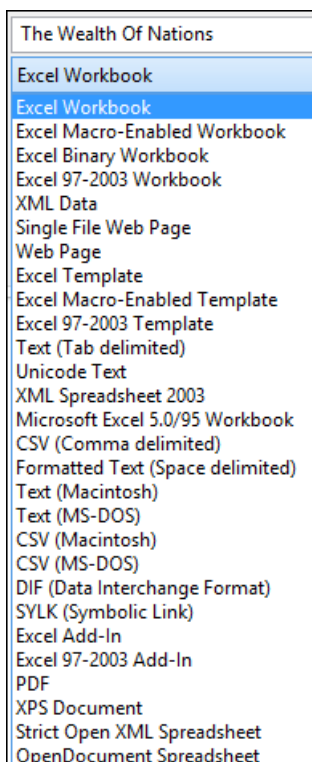 The Wealth Of Nations
Excel Workbook
Excel Workbook
Excel Macro-Enabled Workbook
Excel Binary Workbook
Excel 97-2003 Workbook
XML Data
Single File Web Page
Web Page
Excel Template
Excel Macro-Enabled Template
Excel 97-2003 Template
Text (Tab delimited)
Unicode Text
XML Spreadsheet 2003
Microsoft Excel 5.0/95 Workbook
CSV (Comma delimited)
Formatted Text (Space delimited)
Text (Macintosh)
Text (MS-DOS)
CSV (Macintosh)
CSV (MS-DOS)
DIF (Data Interchange Format)
SYLK (Symbolic Link)
Excel Add-In
Excel 97-2003 Add-In
PDF
XPS Document
Strict Open XML Spreadsheet
OpenDocument Spreadsheet